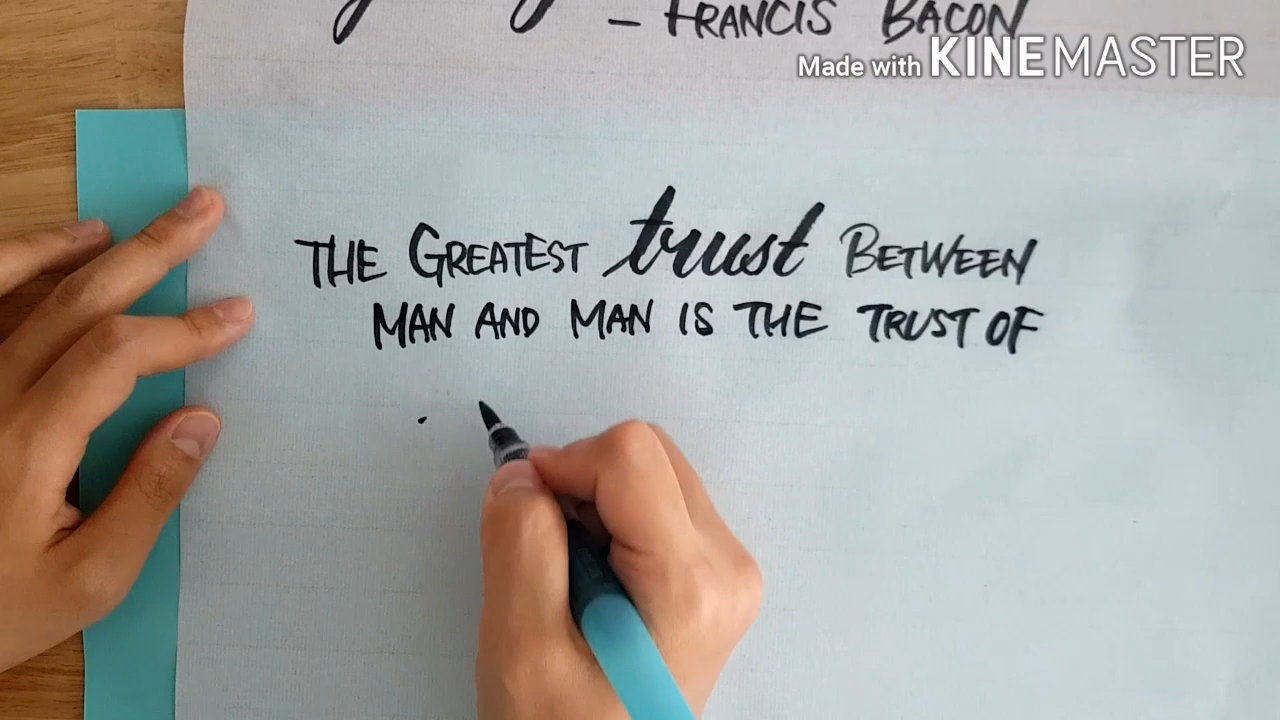 – FRANCIS BACON
Made with KINEMASTER
THE GREATEST trust BETWEEN
MAN AND MAN IS THE TRUST OF